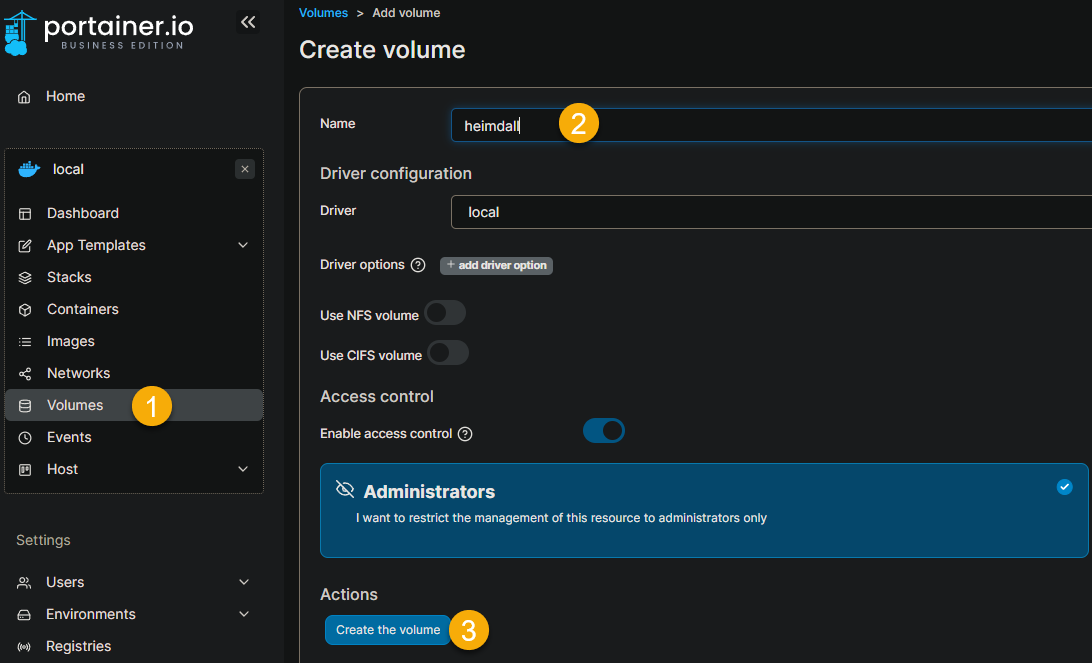 portainer.io
BUSINESS EDITION
Home
local
Dashboard
App Templates
Stacks
Containers
Images
Networks
Volumes 1
Events
Host
Settings
Users
Environments
Registries
Volumes > Add volume
Create volume
Name heimdall 2
Driver configuration
Driver local
Driver options ? + add driver option
Use NFS volume
Use CIFS volume
Access control
Enable access control ?
Administrators
I want to restrict the management of this resource to administrators only
Actions
Create the volume 3